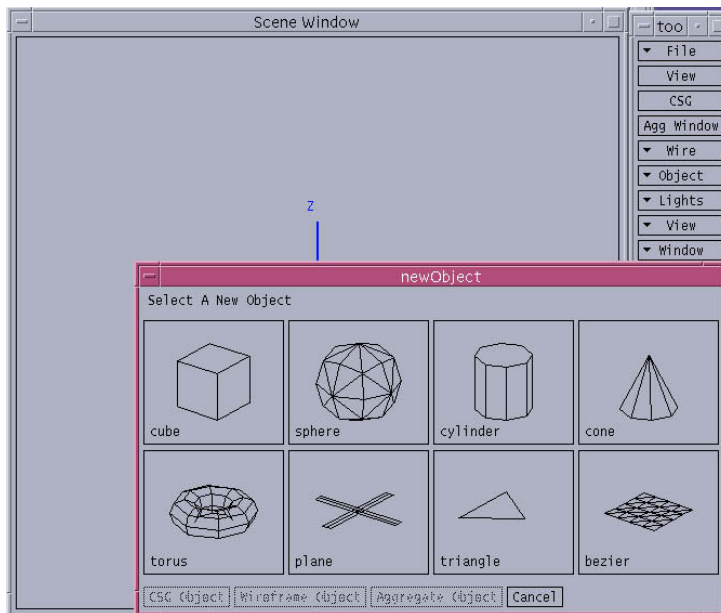 Scene Window
too
File
View
CSG
Agg Window
Wire
Object
Lights
View
Window
Z
newObject
Select A New Object
cube
sphere
cylinder
cone
torus
plane
triangle
bezier
CSG Object Wireframe Object Aggregate Object Cancel